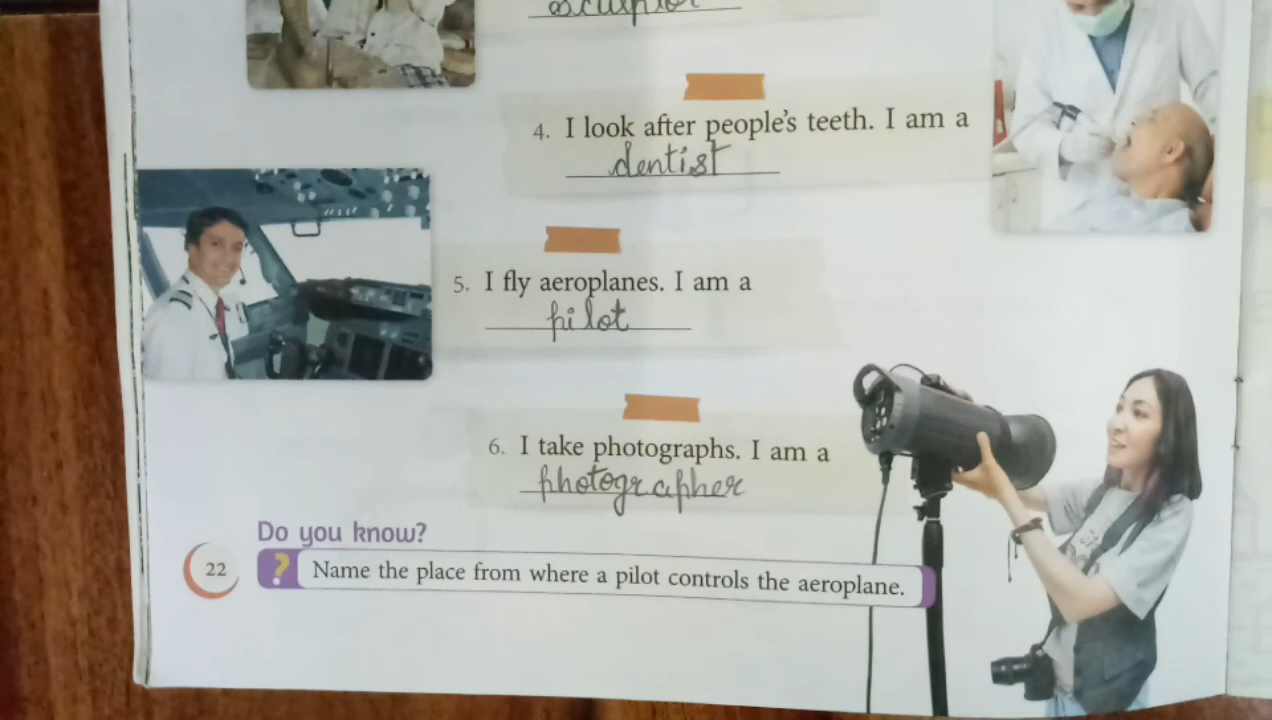 4. I look after people's teeth. I am a
dentist
5. I fly aeroplanes. I am a
pilot
6. I take photographs. I am a
photographer
Do you know?
22
? Name the place from where a pilot controls the aeroplane.